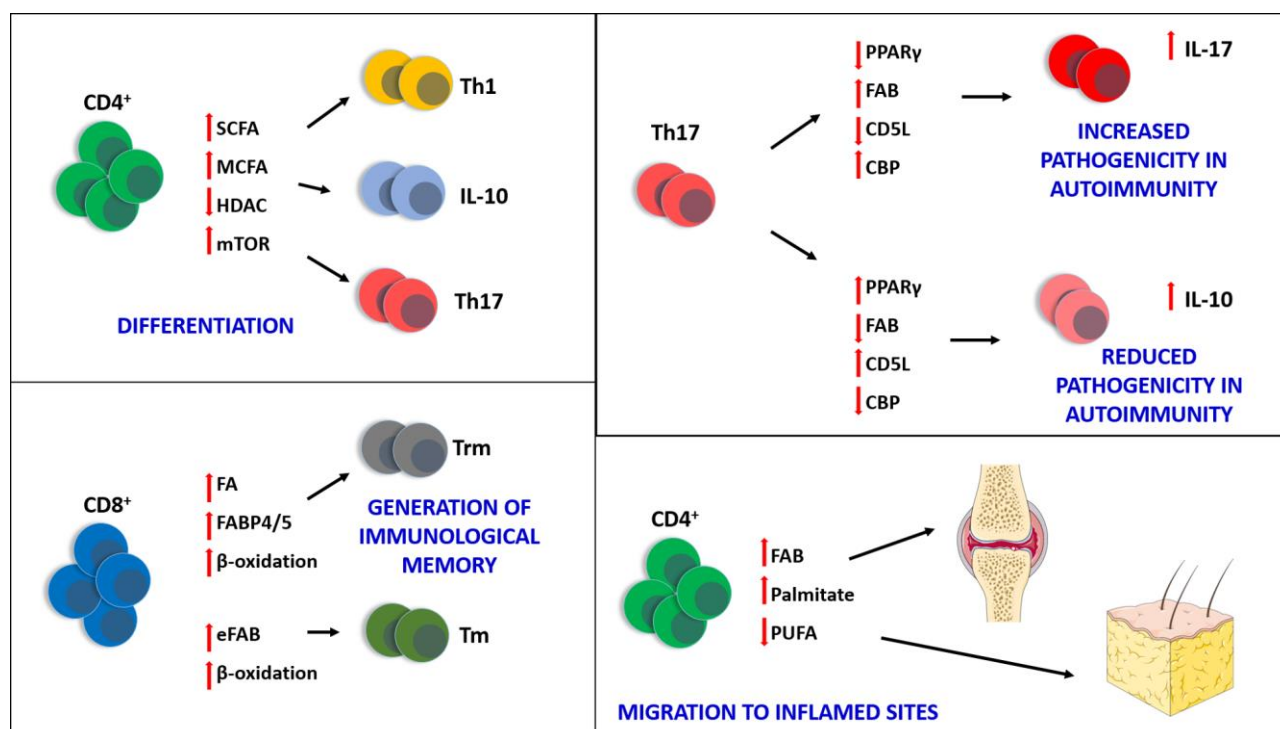 CD4+
SCFA
MCFA
HDAC
mTOR
Th1
IL-10
Th17
DIFFERENTIATION
Th17
PPARγ
FAB
CD5L
CBP
IL-17
INCREASED
PATHOGENICITY IN
AUTOIMMUNITY
PPARγ
FAB
CD5L
CBP
IL-10
REDUCED
PATHOGENICITY IN
AUTOIMMUNITY
CD8+
FA
FABP4/5
β-oxidation
Trm
GENERATION OF
IMMUNOLOGICAL
MEMORY
eFAB
β-oxidation
Tm
CD4+
FAB
Palmitate
PUFA
MIGRATION TO INFLAMED SITES